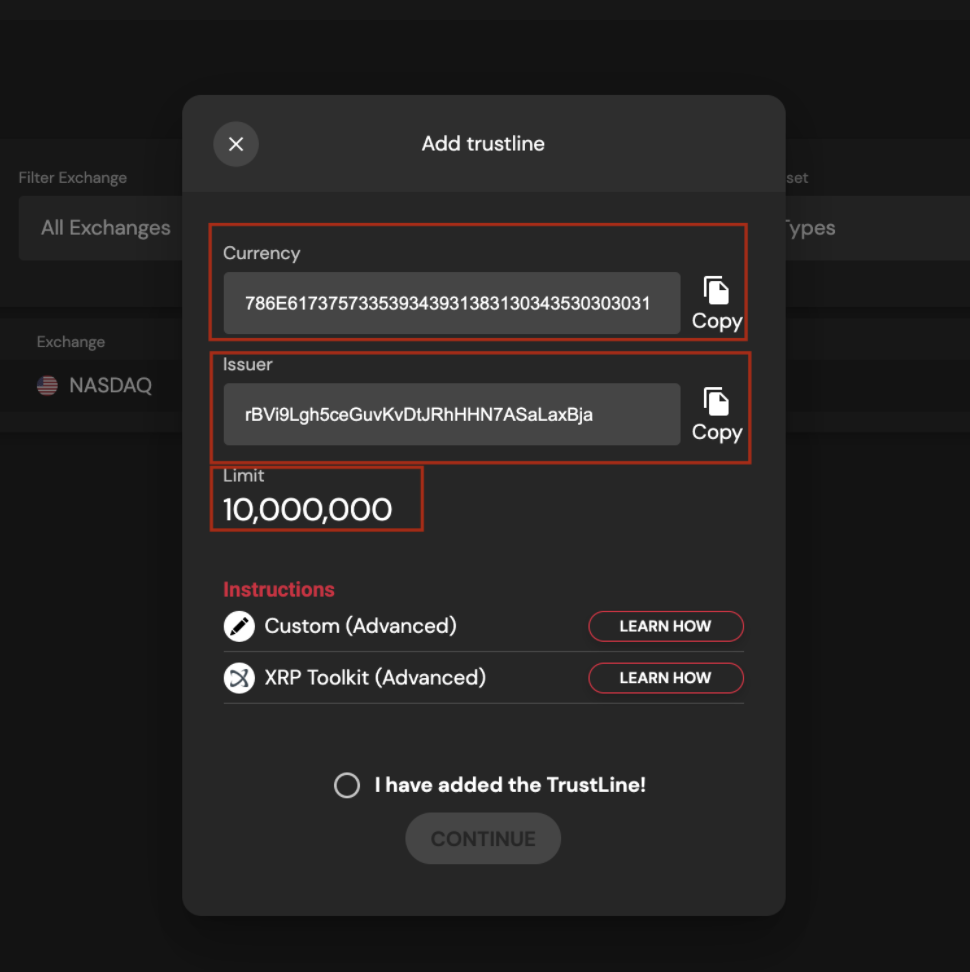 Add trustline
Filter Exchange
set
All Exchanges
Types
Currency
786E617375733539343931383130343530303031
Copy
Exchange
Issuer
NASDAQ
rBVi9Lgh5ceGuvKvDtJRhHHN7ASaLaxBja
Copy
Limit
10,000,000
Instructions
Custom (Advanced)
LEARN HOW
XRP Toolkit (Advanced)
LEARN HOW
I have added the TrustLine!
CONTINUE